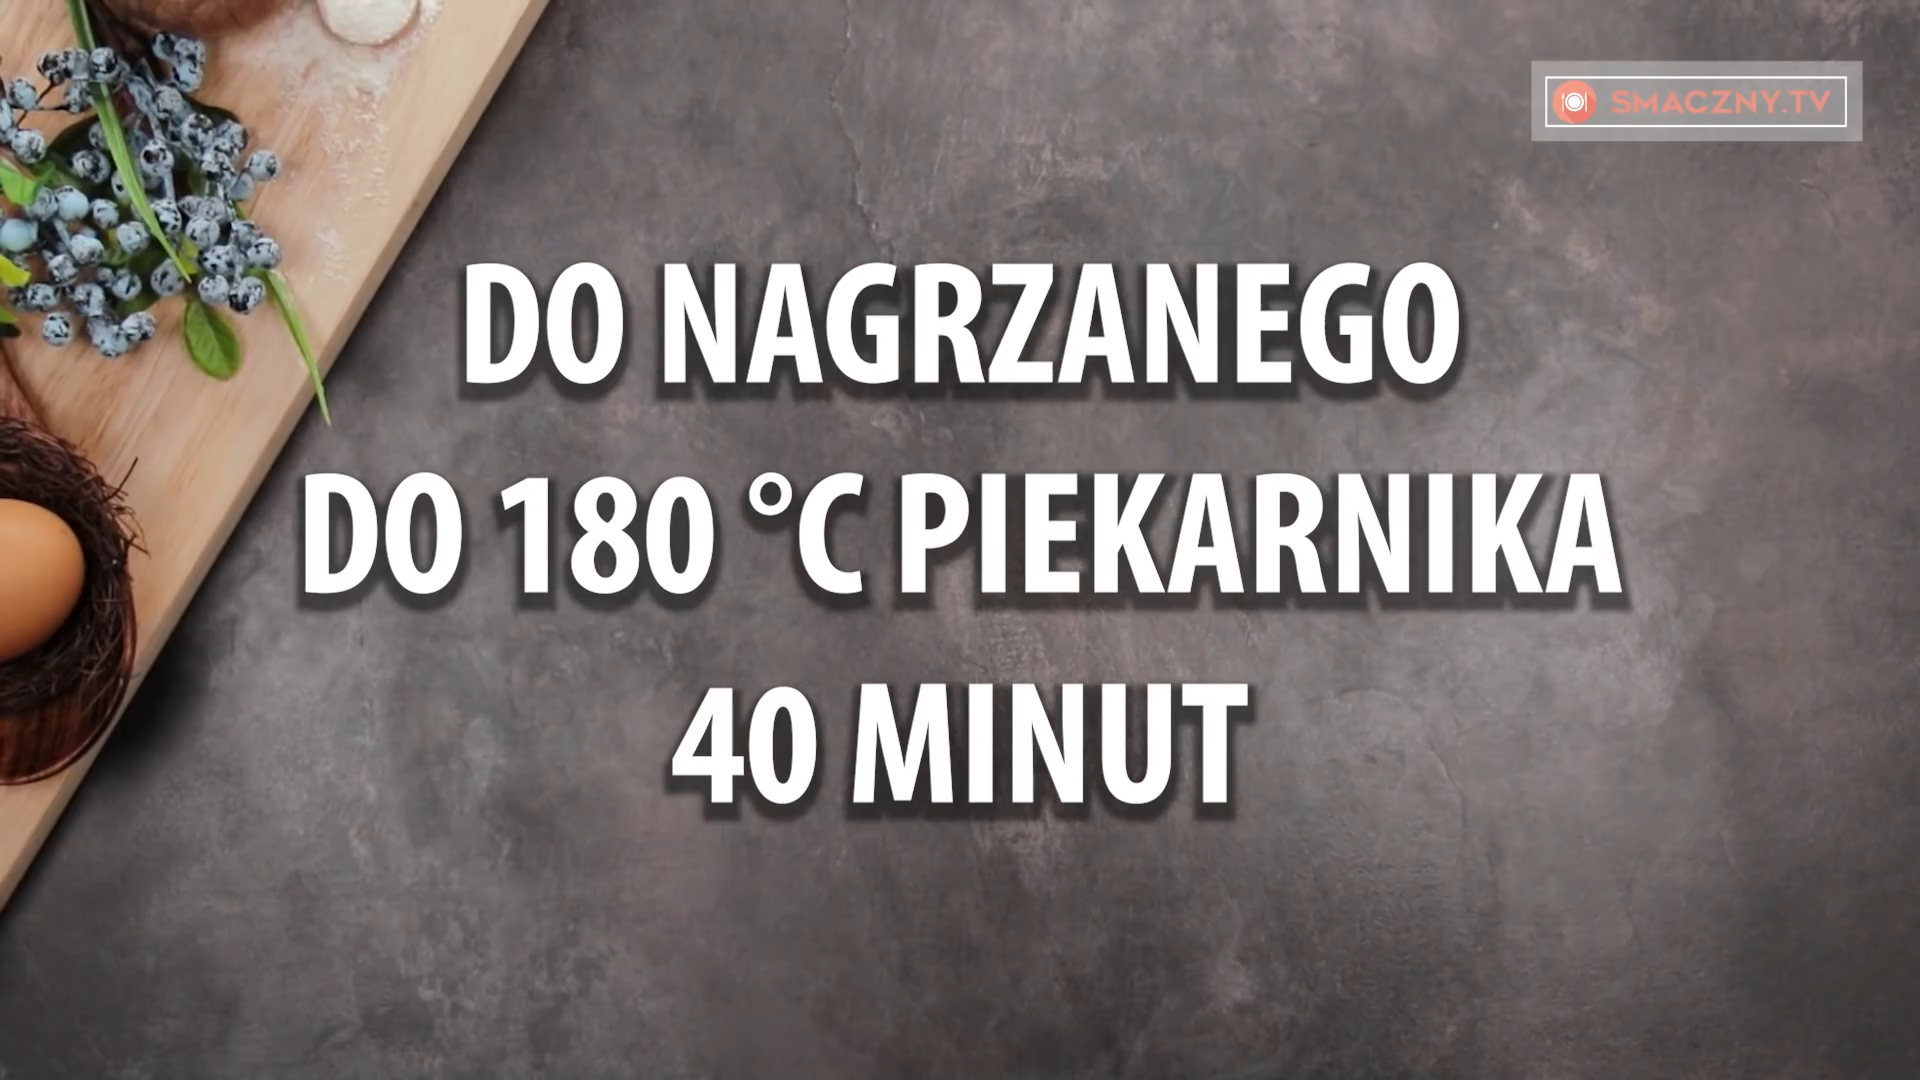 SMACZNY.TV
DO NAGRZANEGO
DO 180 °C PIEKARNIKA
40 MINUT